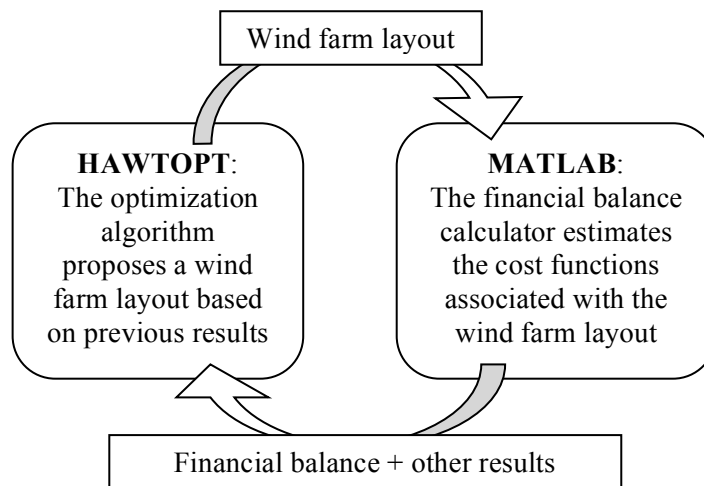 Wind farm layout
HAWTOPT:
The optimization
algorithm
proposes a wind
farm layout based
on previous results
MATLAB:
The financial balance
calculator estimates
the cost functions
associated with the
wind farm layout
Financial balance + other results